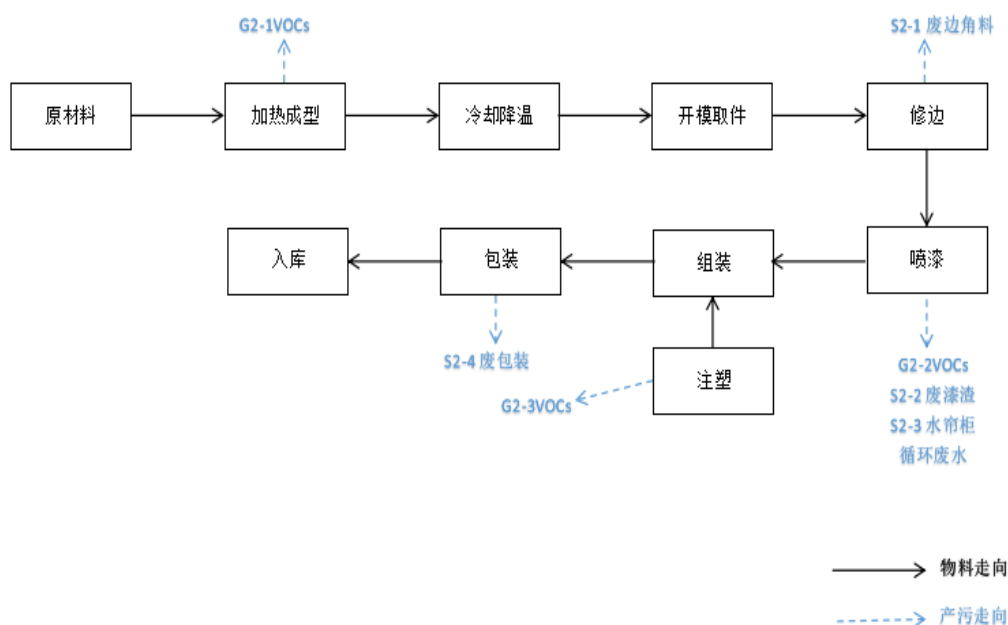 G2-1VOCs
S2-1 废边角料
原材料
加热成型
冷却降温
开模取件
修边
入库
包装
组装
喷漆
S2-4 废包装
注塑
G2-3VOCs
G2-2VOCs
S2-2 废漆渣
S2-3 水帘柜
循环废水
物料走向
产污走向